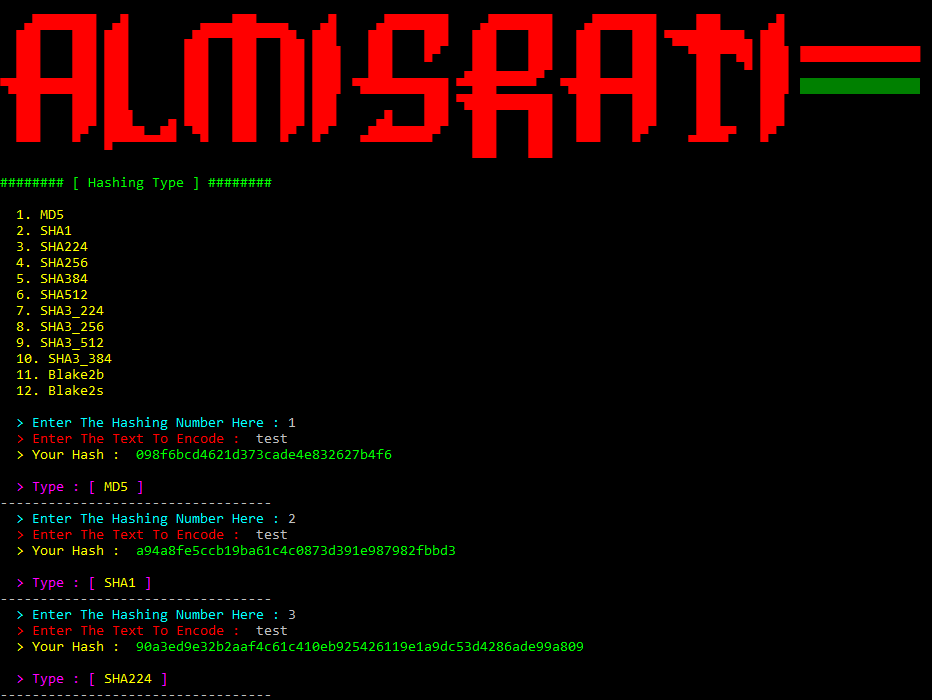 ALMISRATI
######## [ Hashing Type ] ########
1. MD5
2. SHA1
3. SHA224
4. SHA256
5. SHA384
6. SHA512
7. SHA3_224
8. SHA3_256
9. SHA3_512
10. SHA3_384
11. Blake2b
12. Blake2s
> Enter The Hashing Number Here : 1
> Enter The Text To Encode :  test
> Your Hash :  098f6bcd4621d373cade4e832627b4f6
> Type : [ MD5 ]
----------------------------------
> Enter The Hashing Number Here : 2
> Enter The Text To Encode :  test
> Your Hash :  a94a8fe5ccb19ba61c4c0873d391e987982fbbd3
> Type : [ SHA1 ]
----------------------------------
> Enter The Hashing Number Here : 3
> Enter The Text To Encode :  test
> Your Hash :  90a3ed9e32b2aaf4c61c410eb925426119e1a9dc53d4286ade99a809
> Type : [ SHA224 ]
----------------------------------